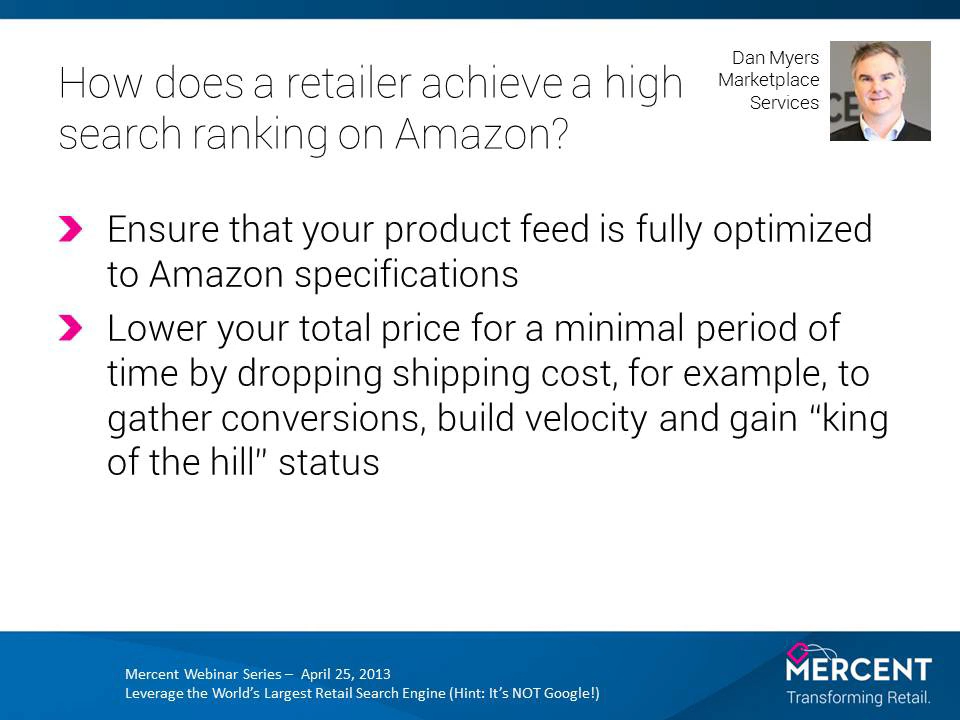 How does a retailer achieve a high
search ranking on Amazon?
Dan Myers
Marketplace
Services
CE
Ensure that your product feed is fully optimized
to Amazon specifications
Lower your total price for a minimal period of
time by dropping shipping cost, for example, to
gather conversions, build velocity and gain “king
of the hill” status
Mercent Webinar Series – April 25, 2013
Leverage the World’s Largest Retail Search Engine (Hint: It’s NOT Google!)
MERCENT
Transforming Retail.